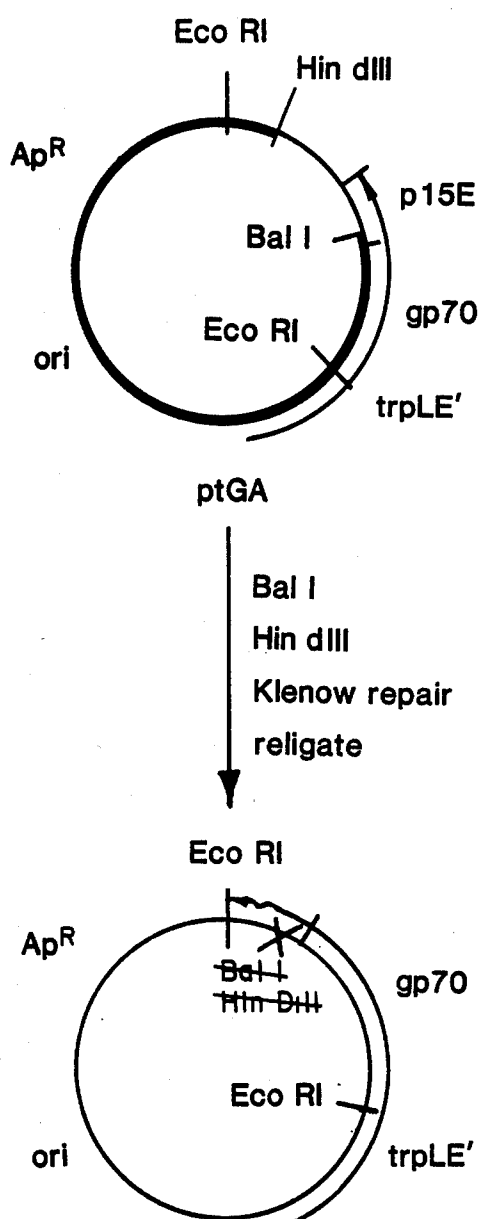 Eco RI
Hin dIII
ApR
p15E
Bal I
gp70
Eco RI
ori
trpLE'
ptGA
Bal I
Hin dIII
Klenow repair
religate
Eco RI
ApR
Bal I
Hin DIII
gp70
Eco RI
ori
trpLE'